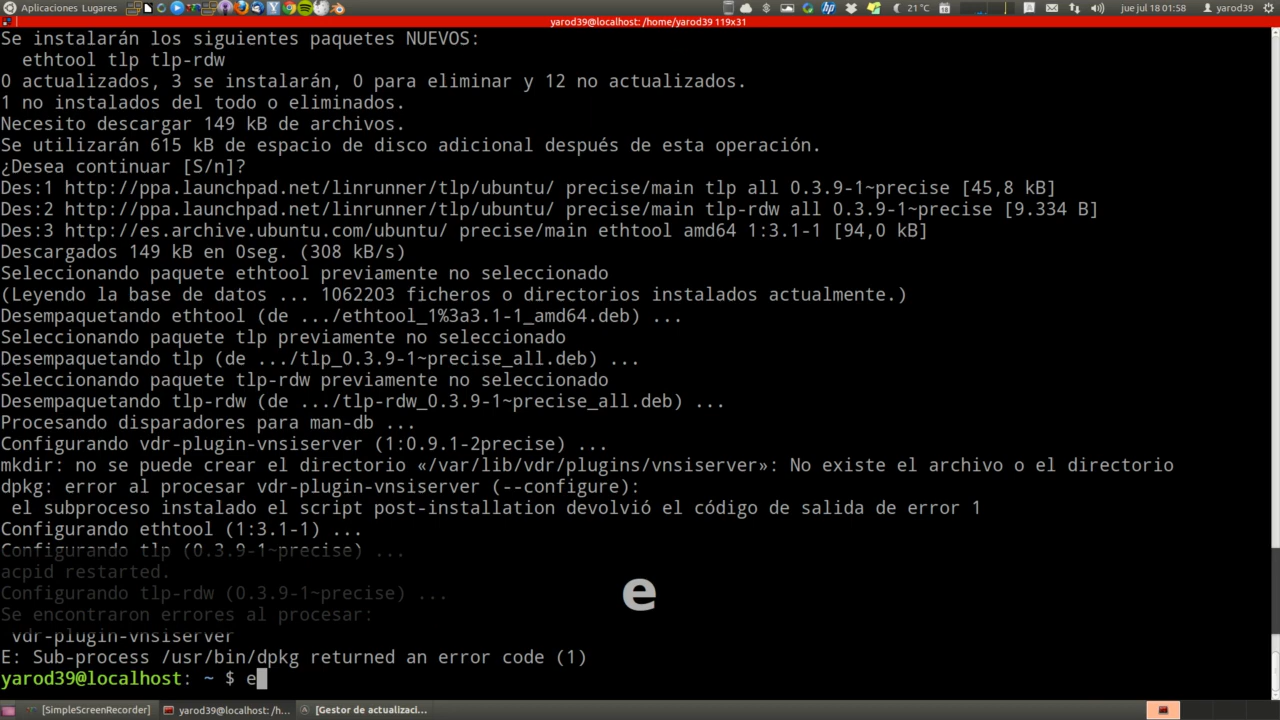 Aplicaciones Lugares
21 °C
jue jul 18 01:58
yarod39
yarod39@localhost: /home/yarod39 119x31
Se instalarán los siguientes paquetes NUEVOS:
ethtool tlp tlp-rdw
0 actualizados, 3 se instalarán, 0 para eliminar y 12 no actualizados.
1 no instalados del todo o eliminados.
Necesito descargar 149 kB de archivos.
Se utilizarán 615 kB de espacio de disco adicional después de esta operación.
¿Desea continuar [S/n]?
Des:1 http://ppa.launchpad.net/linrunner/tlp/ubuntu/ precise/main tlp all 0.3.9-1~precise [45,8 kB]
Des:2 http://ppa.launchpad.net/linrunner/tlp/ubuntu/ precise/main tlp-rdw all 0.3.9-1~precise [9.334 B]
Des:3 http://es.archive.ubuntu.com/ubuntu/ precise/main ethtool amd64 1:3.1-1 [94,0 kB]
Descargados 149 kB en 0seg. (308 kB/s)
Seleccionando paquete ethtool previamente no seleccionado
(Leyendo la base de datos ... 1062203 ficheros o directorios instalados actualmente.)
Desempaquetando ethtool (de .../ethtool_1%3a3.1-1_amd64.deb) ...
Seleccionando paquete tlp previamente no seleccionado
Desempaquetando tlp (de .../tlp_0.3.9-1~precise_all.deb) ...
Seleccionando paquete tlp-rdw previamente no seleccionado
Desempaquetando tlp-rdw (de .../tlp-rdw_0.3.9-1~precise_all.deb) ...
Procesando disparadores para man-db ...
Configurando vdr-plugin-vnsiserver (1:0.9.1-2precise) ...
mkdir: no se puede crear el directorio «/var/lib/vdr/plugins/vnsiserver»: No existe el archivo o el directorio
dpkg: error al procesar vdr-plugin-vnsiserver (--configure):
el subproceso instalado el script post-installation devolvió el código de salida de error 1
Configurando ethtool (1:3.1-1) ...
Configurando tlp (0.3.9-1~precise) ...
acpid restarted.
Configurando tlp-rdw (0.3.9-1~precise) ...
e
Se encontraron errores al procesar:
vdr-plugin-vnsiserver
E: Sub-process /usr/bin/dpkg returned an error code (1)
yarod39@localhost: ~ $ e
[SimpleScreenRecorder]
yarod39@localhost: /h...
[Gestor de actualizaci...